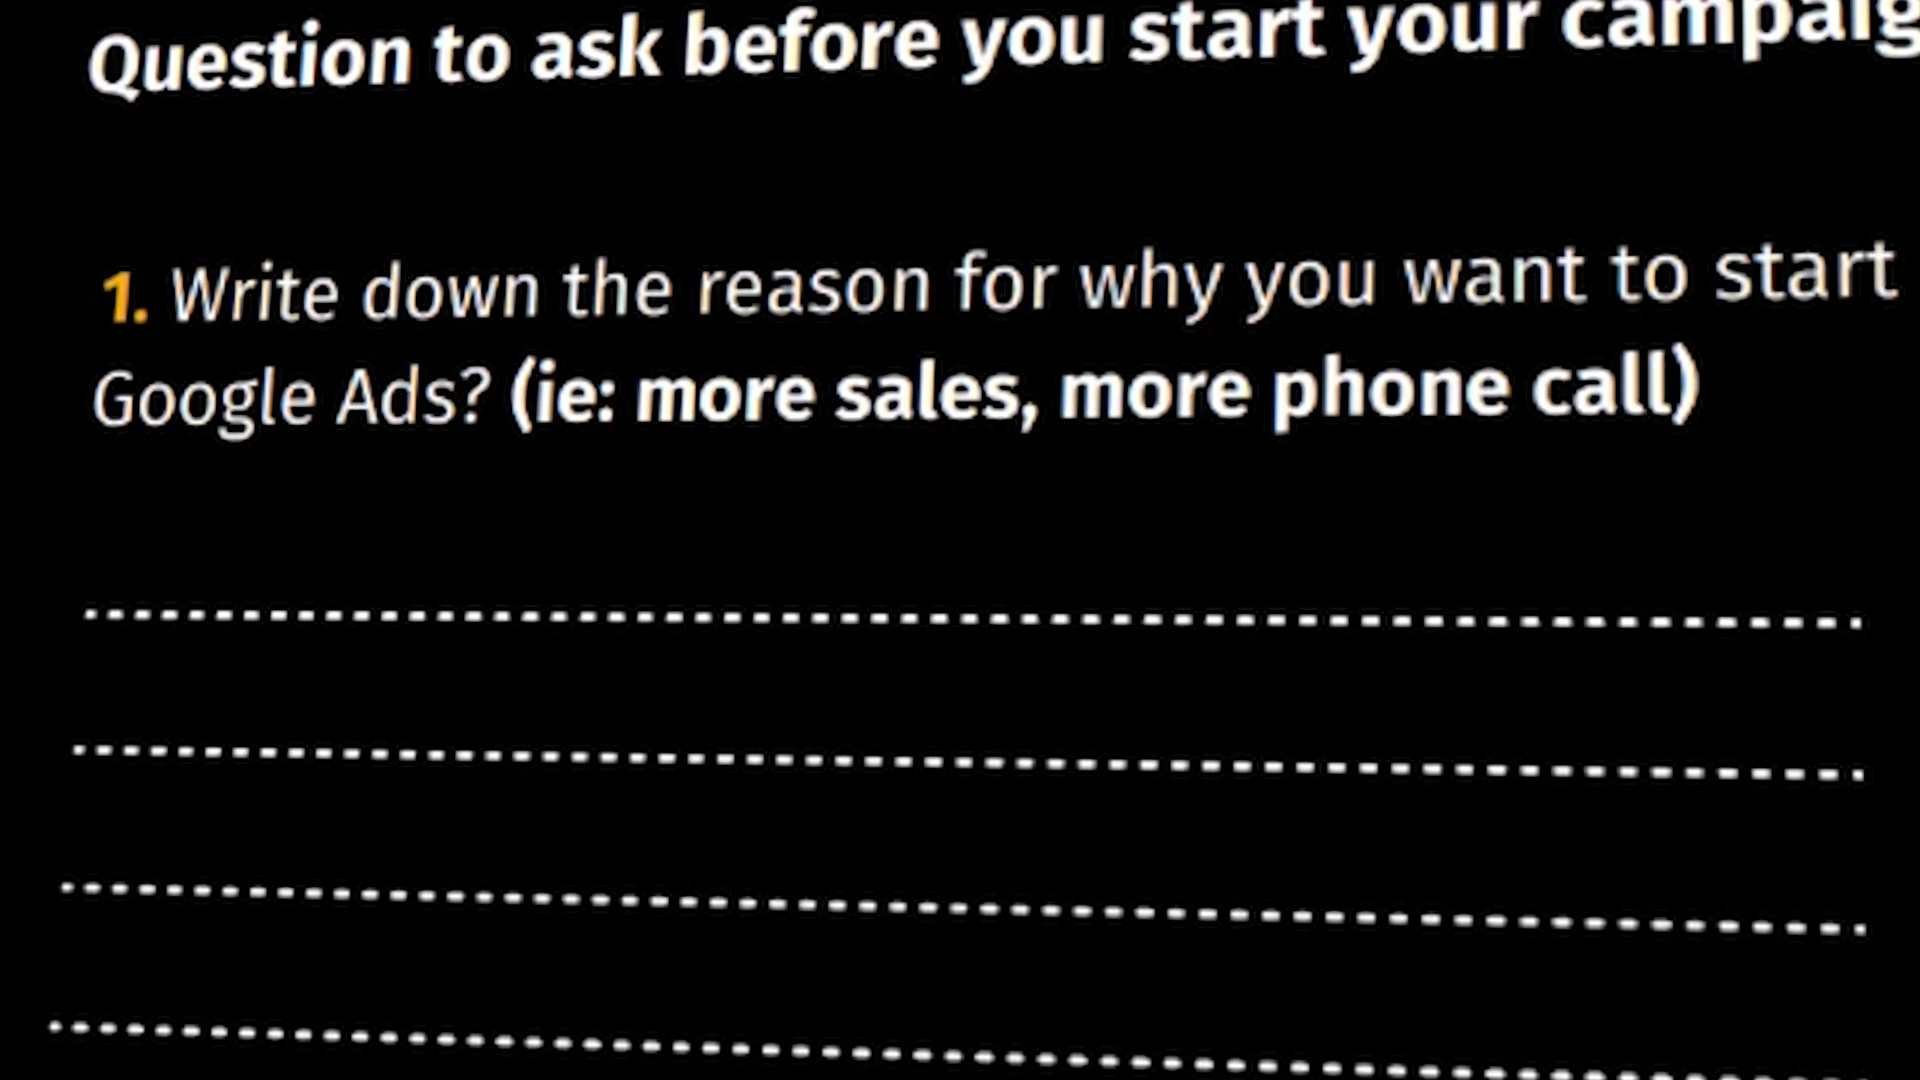 Question to ask before you start your
1. Write down the reason for why you want to start
Google Ads? (ie: more sales, more phone call)